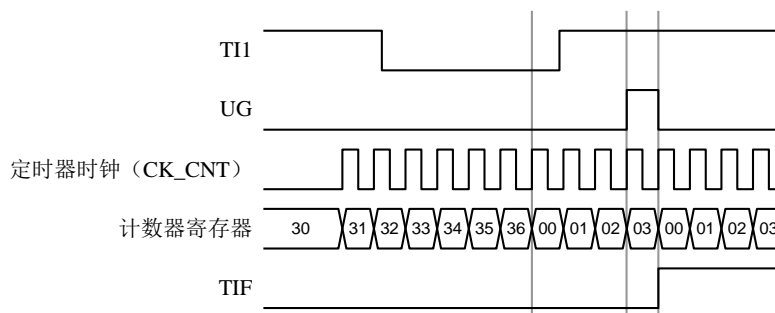 TI1
UG
定时器时钟（CK_CNT）
计数器寄存器 30 31 32 33 34 35 36 00 01 02 03 00 01 02 03
TIF